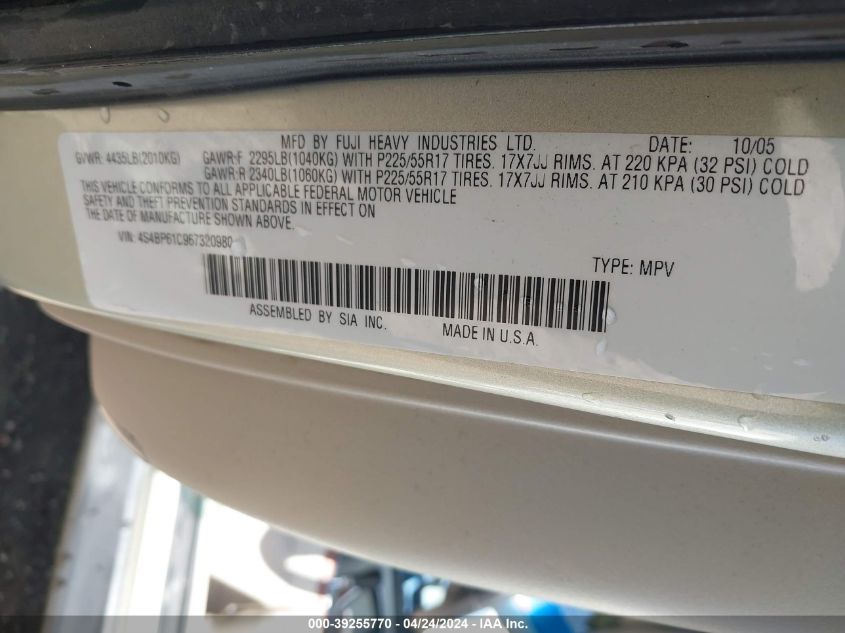 MFD BY FUJI HEAVY INDUSTRIES LTD. DATE: 10/05
GVWR: 4435LB(2010KG) GAWR-F 2295LB(1040KG) WITH P225/55R17 TIRES. 17X7JJ RIMS. AT 220 KPA (32 PSI) COLD
GAWR-R 2340LB(1060KG) WITH P225/55R17 TIRES. 17X7JJ RIMS. AT 210 KPA (30 PSI) COLD
THIS VEHICLE CONFORMS TO ALL APPLICABLE FEDERAL MOTOR VEHICLE
SAFETY AND THEFT PREVENTION STANDARDS IN EFFECT ON
THE DATE OF MANUFACTURE SHOWN ABOVE.
VIN: 4S4BP61C967320980 TYPE: MPV
ASSEMBLED BY SIA INC. MADE IN U.S.A.
000-39255770 - 04/24/2024 - IAAI.com.